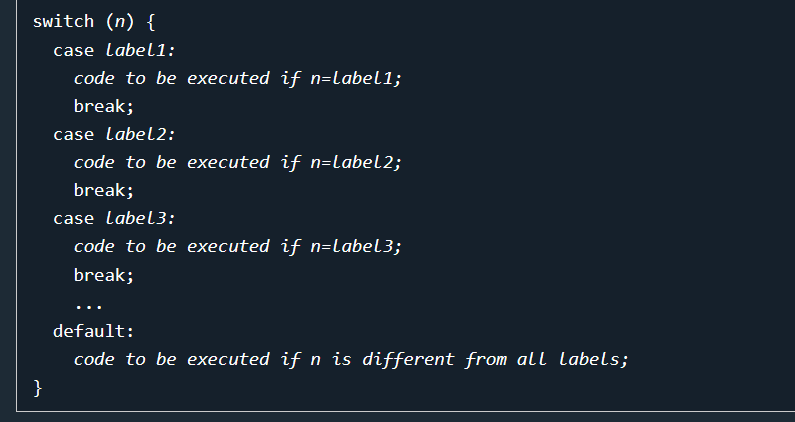 switch (n) {
case label1:
code to be executed if n=label1;
break;
case label2:
code to be executed if n=label2;
break;
case label3:
code to be executed if n=label3;
break;
...
default:
code to be executed if n is different from all labels;
}